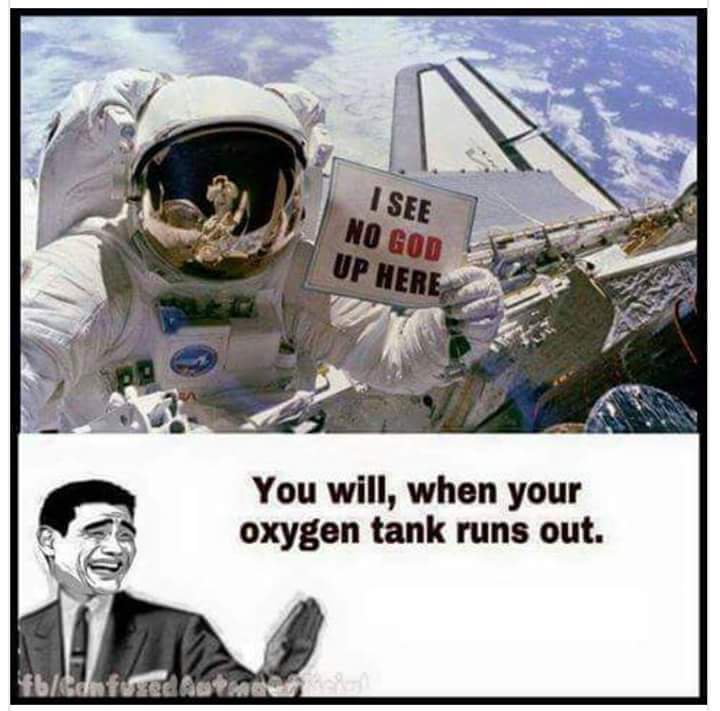 I SEE
NO GOD
UP HERE
You will, when your
oxygen tank runs out.